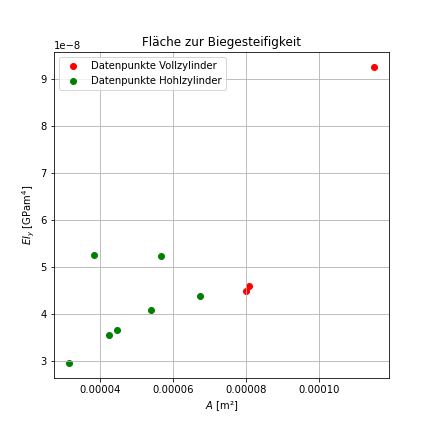 Fläche zur Biegesteifigkeit
1e−8
Datenpunkte Vollzylinder
Datenpunkte Hohlzylinder
9
8
7
6
5
4
3
EIy [GPam⁴]
0.00004 0.00006 0.00008 0.00010
A [m²]